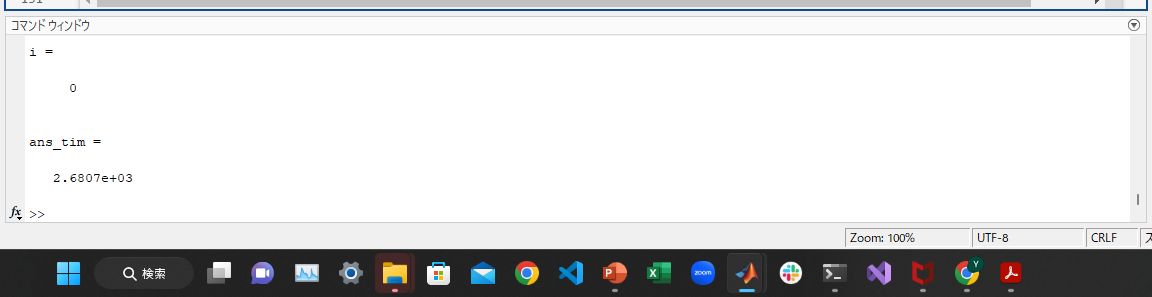 コマンド ウィンドウ
i =
0
ans_tim =
2.6807e+03
fx >>
Zoom: 100% UTF-8 CRLF
検索 zoom Y